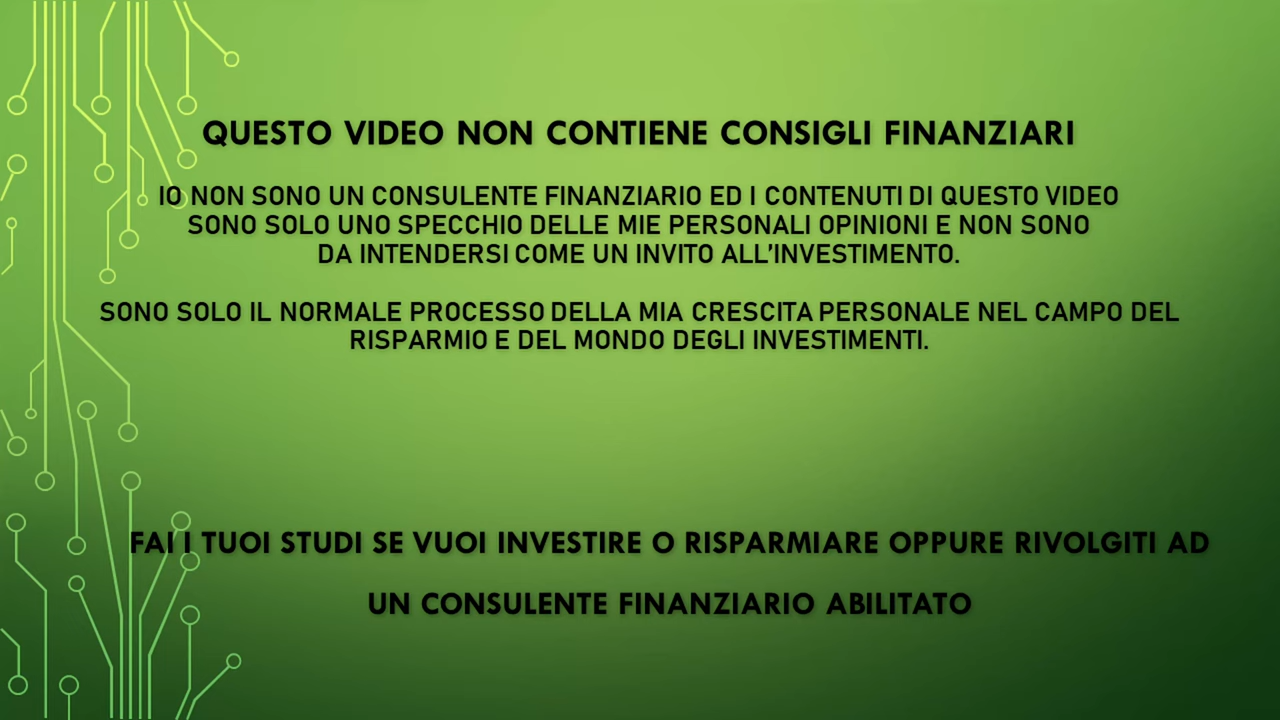 QUESTO VIDEO NON CONTIENE CONSIGLI FINANZIARI
IO NON SONO UN CONSULENTE FINANZIARIO ED I CONTENUTI DI QUESTO VIDEO
SONO SOLO UNO SPECCHIO DELLE MIE PERSONALI OPINIONI E NON SONO
DA INTENDERSI COME UN INVITO ALL'INVESTIMENTO.
SONO SOLO IL NORMALE PROCESSO DELLA MIA CRESCITA PERSONALE NEL CAMPO DEL
RISPARMIO E DEL MONDO DEGLI INVESTIMENTI.
FAI I TUOI STUDI SE VUOI INVESTIRE O RISPARMIARE OPPURE RIVOLGITI AD
UN CONSULENTE FINANZIARIO ABILITATO